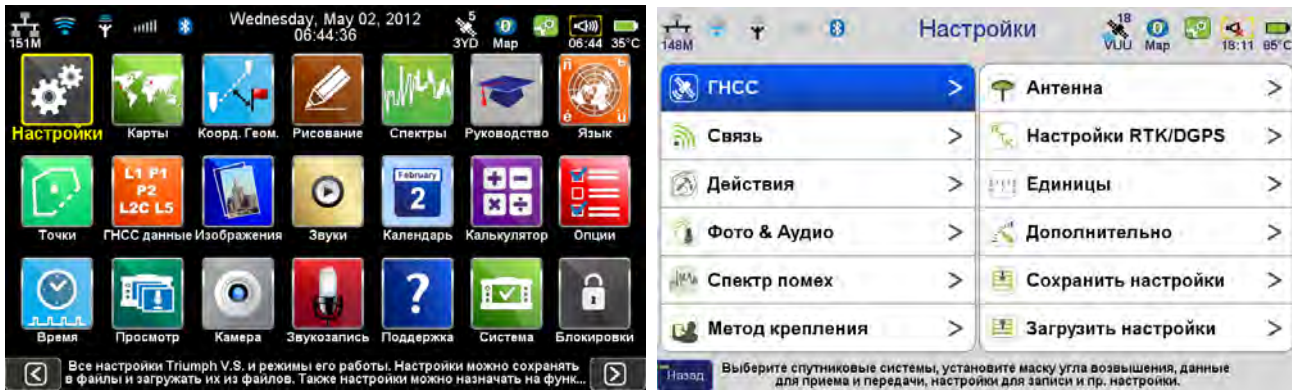 Wednesday, May 02, 2012
06:44:36
151M
5
3YD
Map
06:44
35°C
Настройки
Карты
Коорд. Геом.
Рисование
Спектры
Руководство
Язык
L1 P1
P2
L2C L5
February
2
Точки
ГНСС данные
Изображения
Звуки
Календарь
Калькулятор
Опции
?
Время
Просмотр
Камера
Звукозапись
Поддержка
Система
Блокировки
Все настройки Triumph V.S. и режимы его работы. Настройки можно сохранять
в файлы и загружать их из файлов. Также настройки можно назначать на функ...
148M
Настройки
18
VUU
Map
18:11
65°C
ГНСС >
Антенна >
Связь >
Настройки RTK/DGPS >
Действия >
Единицы >
Фото & Аудио >
Дополнительно >
Спектр помех >
Сохранить настройки >
Метод крепления >
Загрузить настройки >
Назад
Выберите спутниковые системы, установите маску угла возвышения, данные
для приема и передачи, настройки для записи и пр. настройки.